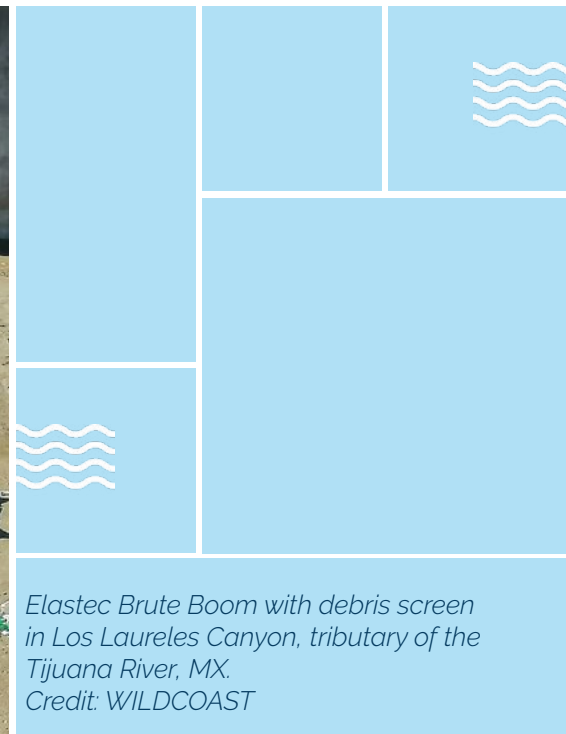 Elastec Brute Boom with debris screen
in Los Laureles Canyon, tributary of the
Tijuana River, MX.
Credit: WILDCOAST